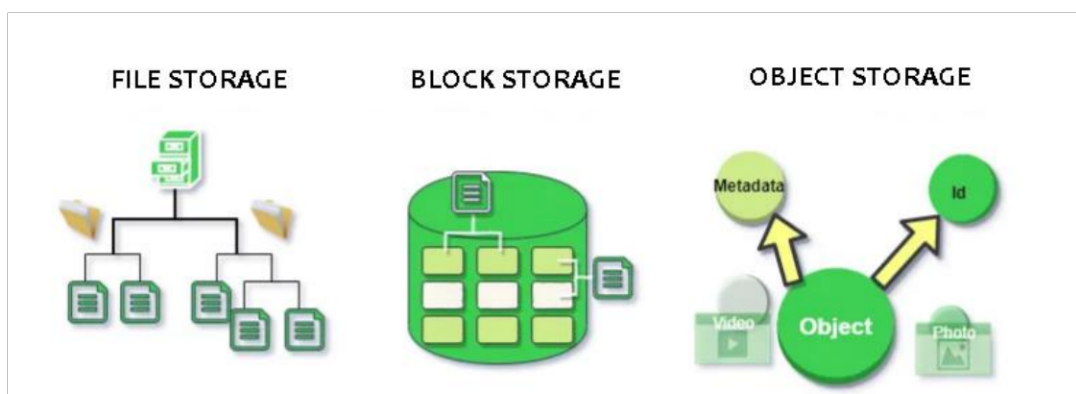 FILE STORAGE
BLOCK STORAGE
OBJECT STORAGE
Metadata
Id
Video
Object
Photo